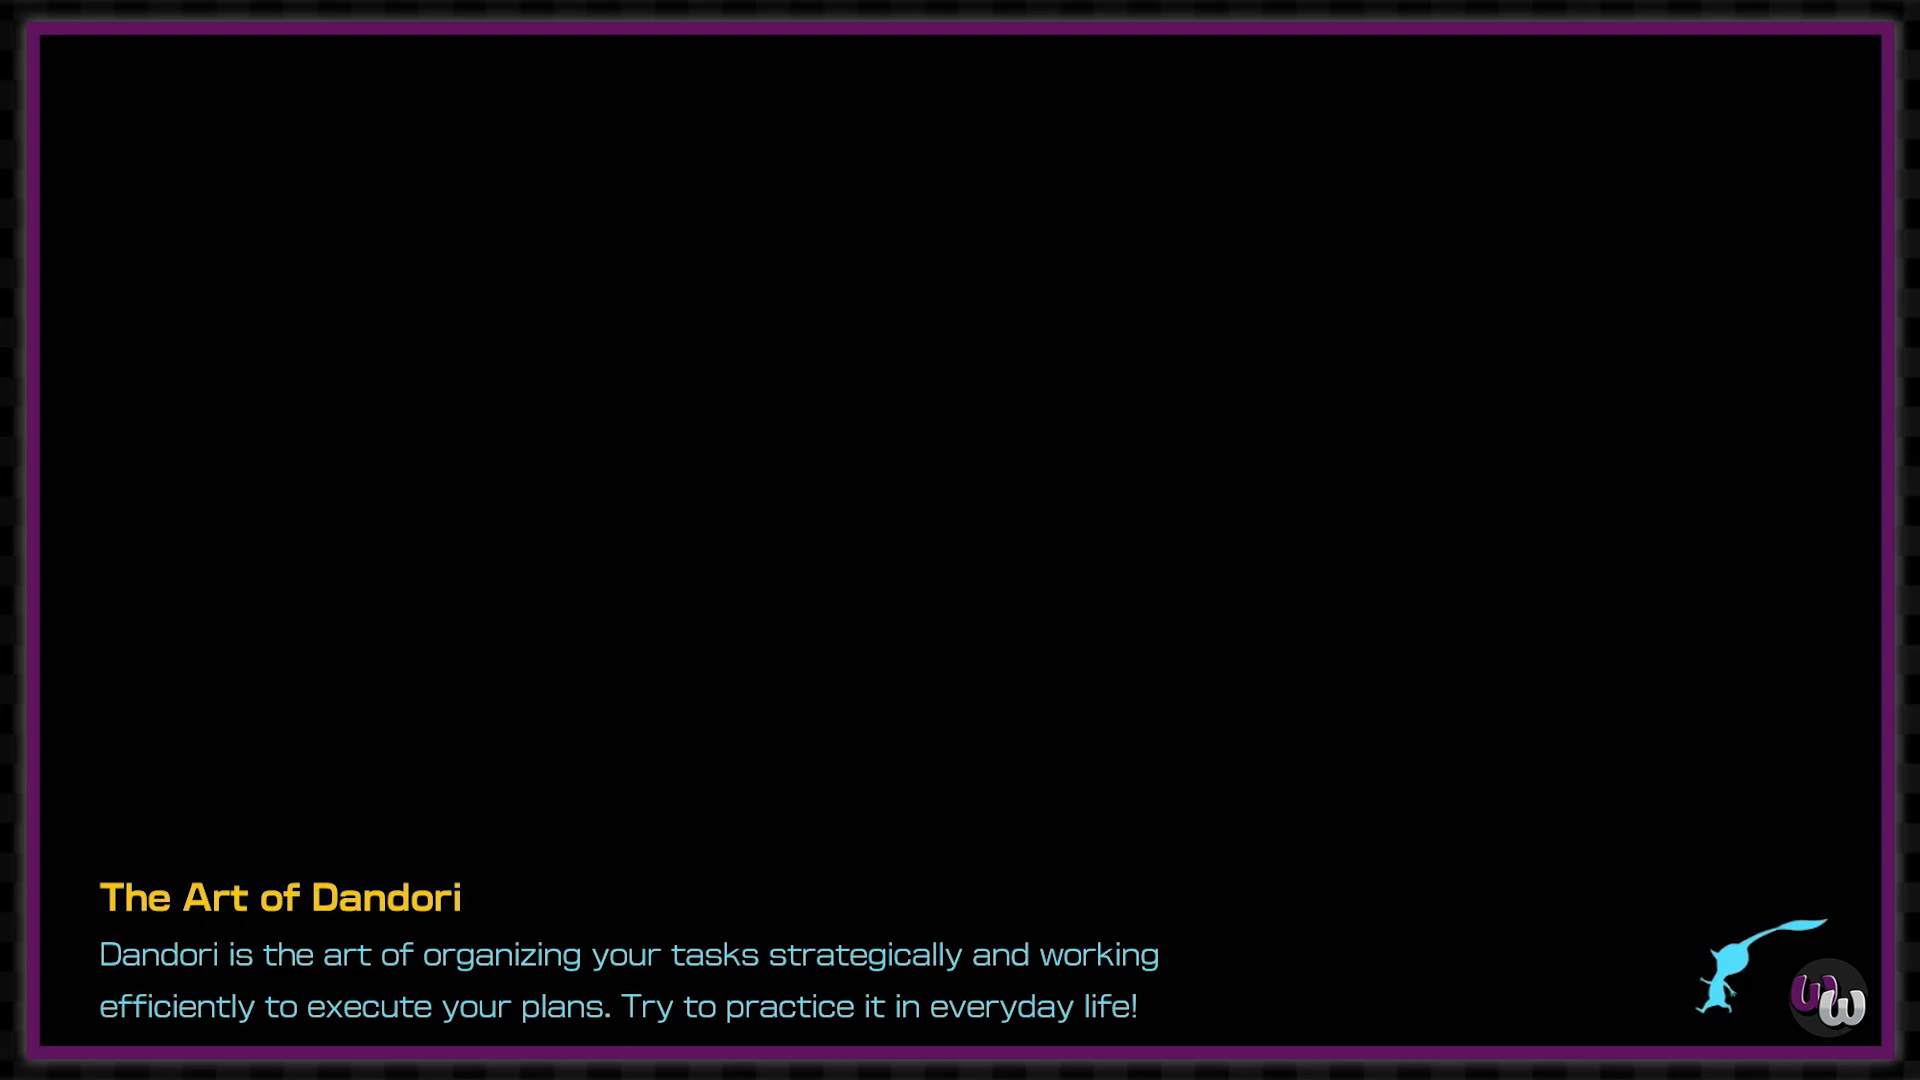 The Art of Dandori
Dandori is the art of organizing your tasks strategically and working
efficiently to execute your plans. Try to practice it in everyday life!
uw